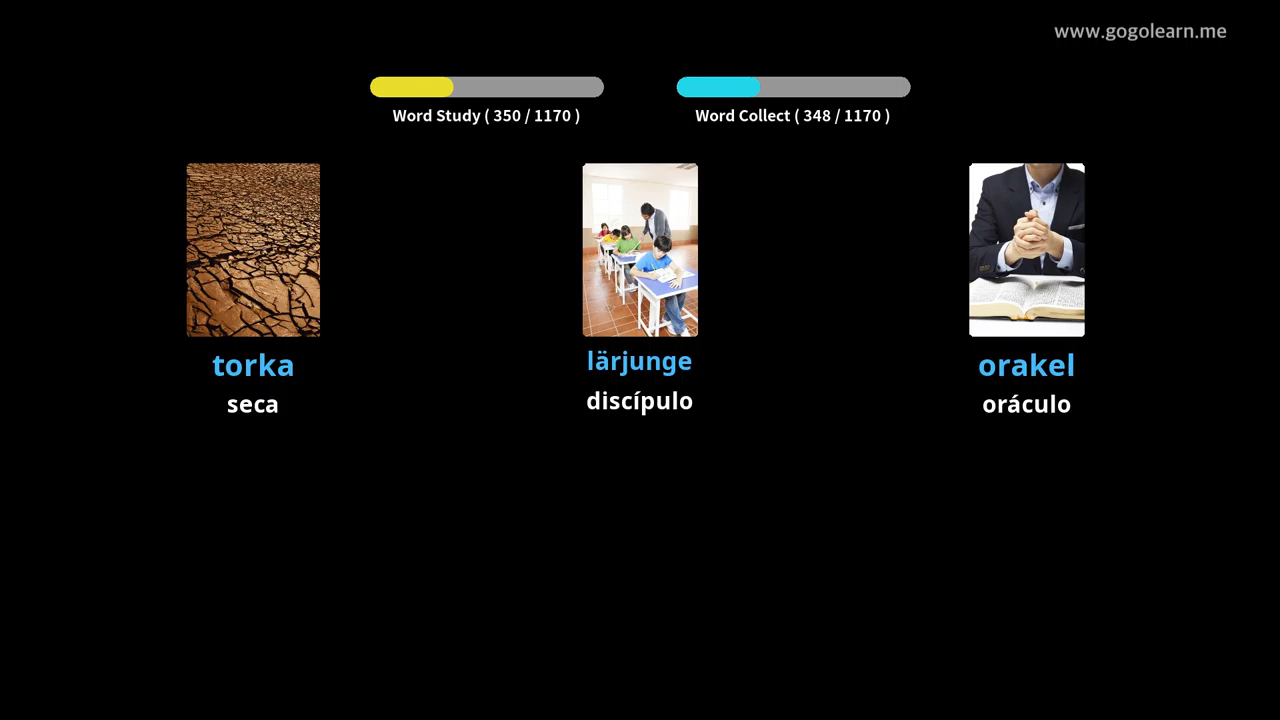 www.gogolearn.me
Word Study ( 350 / 1170 )
Word Collect ( 348 / 1170 )
torka
lärjunge
orakel
seca
discípulo
oráculo